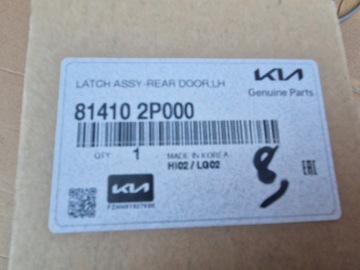 LATCH ASSY-REAR DOOR,LH
KIA
Genuine Parts
81410 2P000
QTY 1
MADE IN KOREA
HI02 / LQ02
8,
EAC
KIA